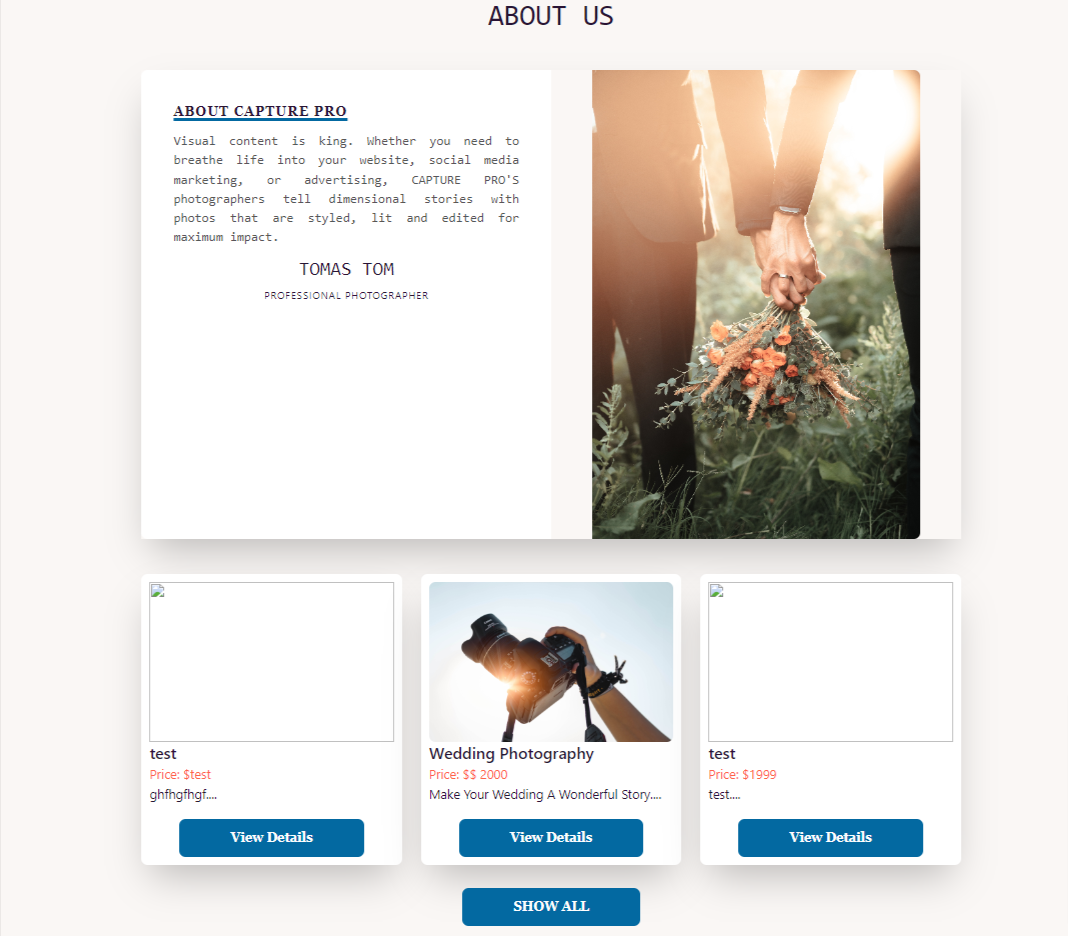 ABOUT US
ABOUT CAPTURE PRO
Visual content is king. Whether you need to
breathe life into your website, social media
marketing, or advertising, CAPTURE PRO'S
photographers tell dimensional stories with
photos that are styled, lit and edited for
maximum impact.
TOMAS TOM
PROFESSIONAL PHOTOGRAPHER
test
Price: $test
ghfhgfhgf....
View Details
Wedding Photography
Price: $$ 2000
Make Your Wedding A Wonderful Story....
View Details
test
Price: $1999
test....
View Details
SHOW ALL